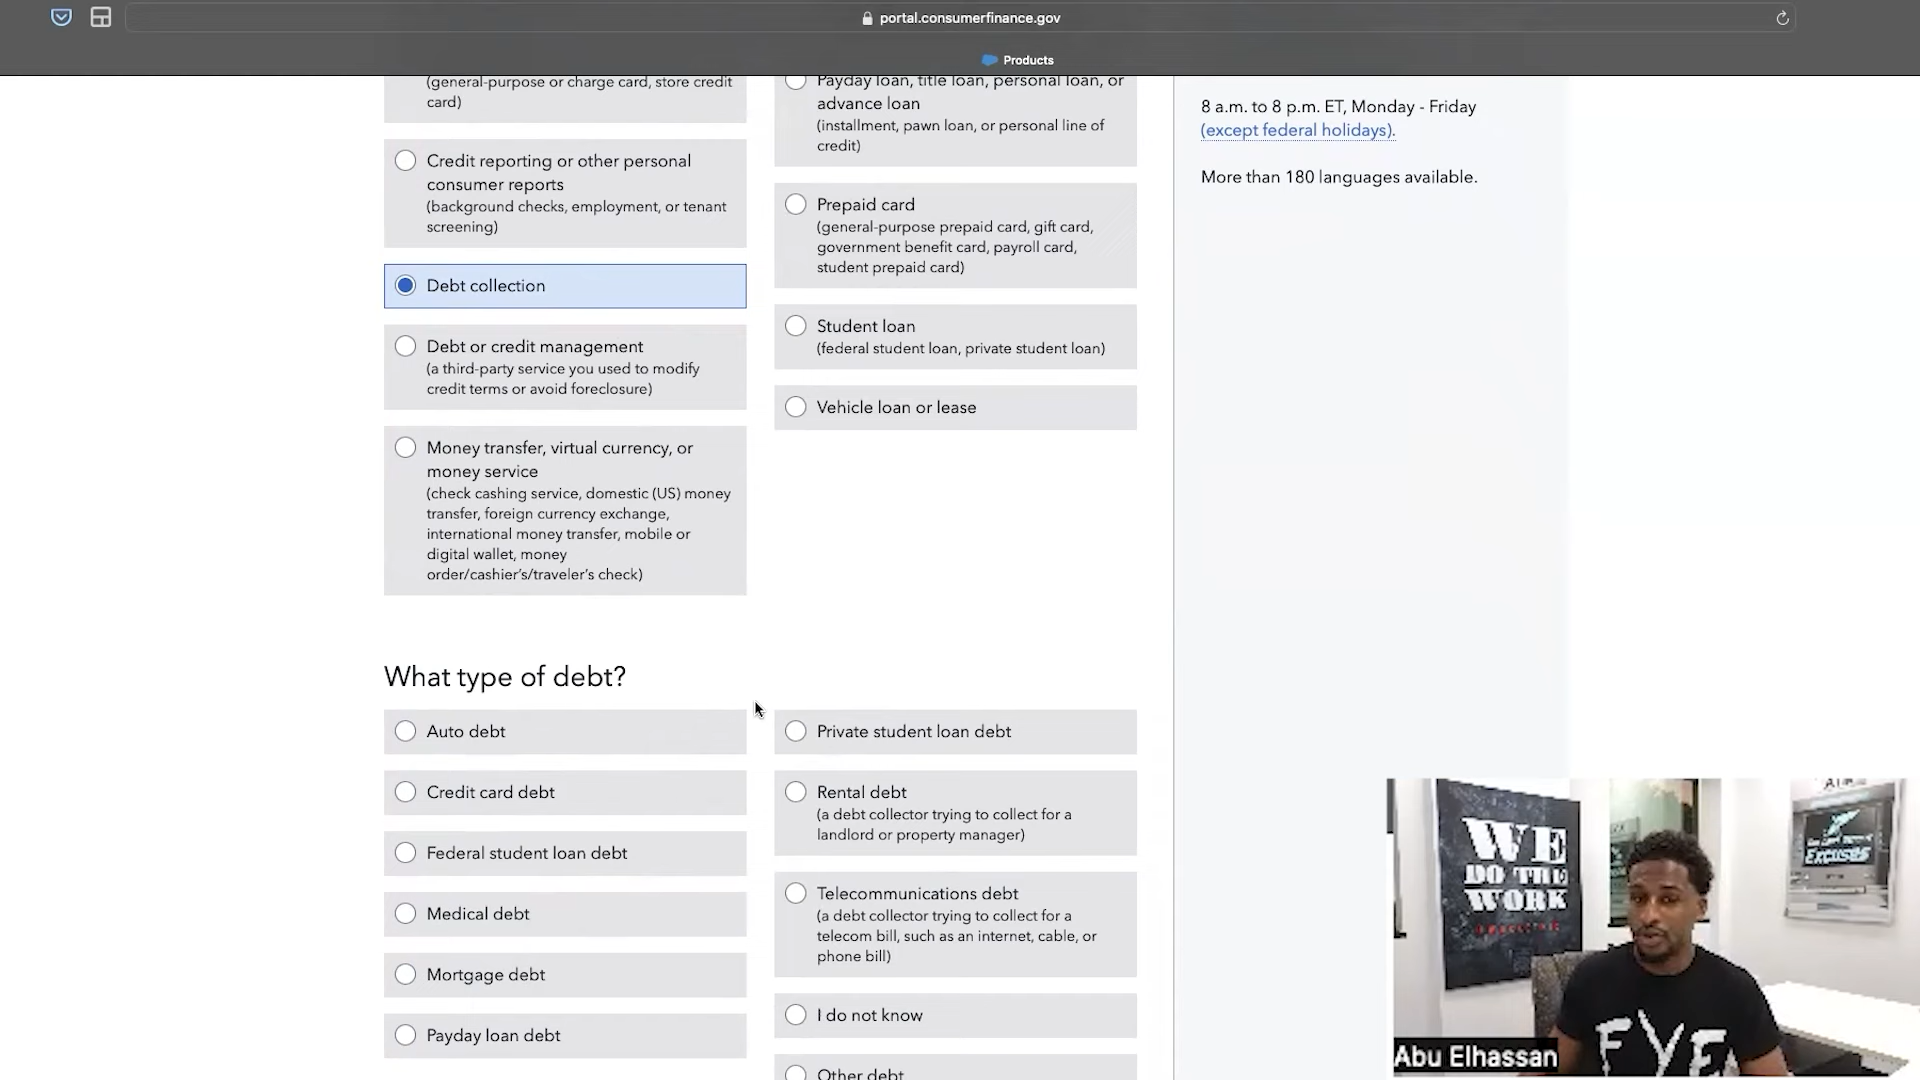 portal.consumerfinance.gov
Products
(general-purpose or charge card, store credit
card)
Credit reporting or other personal
consumer reports
(background checks, employment, or tenant
screening)
Debt collection
Debt or credit management
(a third-party service you used to modify
credit terms or avoid foreclosure)
Money transfer, virtual currency, or
money service
(check cashing service, domestic (US) money
transfer, foreign currency exchange,
international money transfer, mobile or
digital wallet, money
order/cashier's/traveler's check)
Payday loan, title loan, personal loan, or
advance loan
(installment, pawn loan, or personal line of
credit)
Prepaid card
(general-purpose prepaid card, gift card,
government benefit card, payroll card,
student prepaid card)
Student loan
(federal student loan, private student loan)
Vehicle loan or lease
8 a.m. to 8 p.m. ET, Monday - Friday
(except federal holidays).
More than 180 languages available.
What type of debt?
Auto debt
Credit card debt
Federal student loan debt
Medical debt
Mortgage debt
Payday loan debt
Private student loan debt
Rental debt
(a debt collector trying to collect for a
landlord or property manager)
Telecommunications debt
(a debt collector trying to collect for a
telecom bill, such as an internet, cable, or
phone bill)
I do not know
Other debt
WE
DO THE
WORK
EXCUSES
FYE
Abu Elhassan